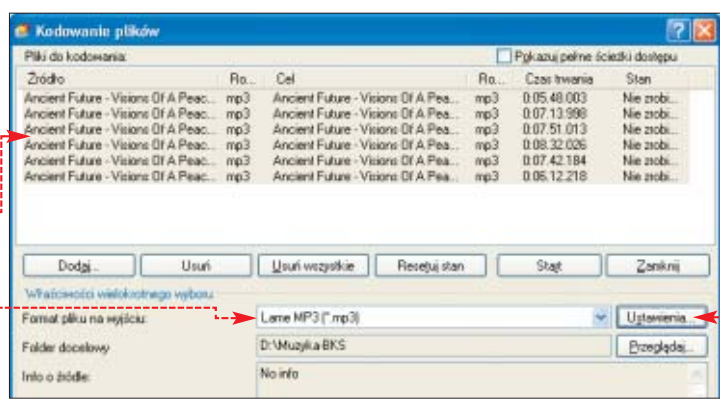 Kodowanie plików
Pliki do kodowania: Pokazuj pełne ścieżki dostępu
Źródło Ro... Cel Ro... Czas trwania Stan
Ancient Future - Visions Of A Peac... mp3 Ancient Future - Visions Of A Pea... mp3 0:05.48.003 Nie zrobi...
Ancient Future - Visions Of A Peac... mp3 Ancient Future - Visions Of A Pea... mp3 0:07.13.998 Nie zrobi...
Ancient Future - Visions Of A Peac... mp3 Ancient Future - Visions Of A Pea... mp3 0:07.51.013 Nie zrobi...
Ancient Future - Visions Of A Peac... mp3 Ancient Future - Visions Of A Pea... mp3 0:08.32.026 Nie zrobi...
Ancient Future - Visions Of A Peac... mp3 Ancient Future - Visions Of A Pea... mp3 0:07.42.184 Nie zrobi...
Ancient Future - Visions Of A Peac... mp3 Ancient Future - Visions Of A Pea... mp3 0:06.12.218 Nie zrobi...
Dodaj... Usuń Usuń wszystkie Resetuj stan Start Zamknij
Właściwości wielokrotnego wyboru
Format pliku na wyjściu: Lame MP3 (*.mp3) Ustawienia...
Folder docelowy D:\Muzyka-BKS Przeglądaj...
Info o źródle: No info